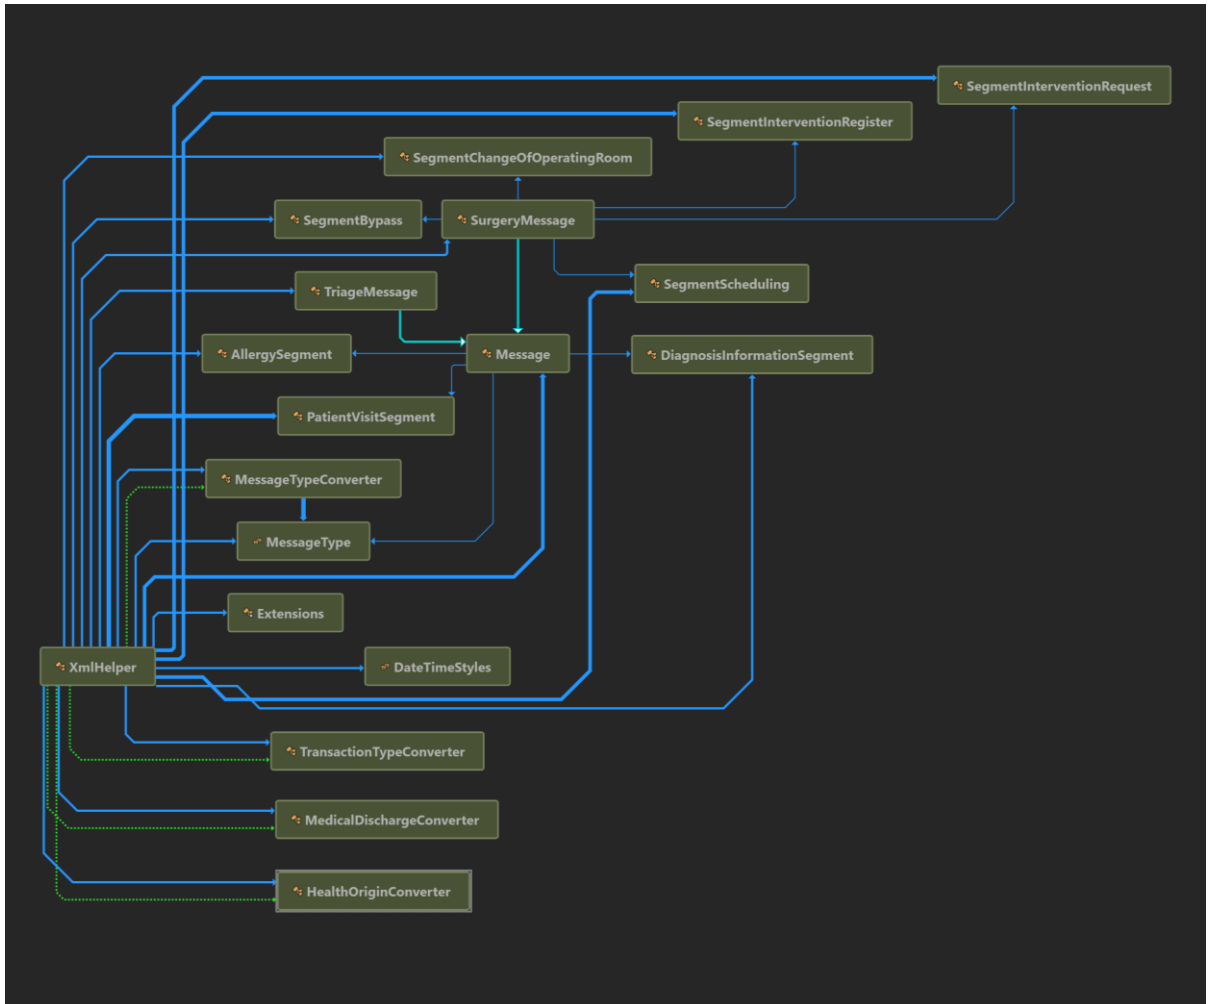 SegmentInterventionRequest
SegmentInterventionRegister
SegmentChangeOfOperatingRoom
SegmentBypass
SurgeryMessage
SegmentScheduling
TriageMessage
AllergySegment
Message
DiagnosisInformationSegment
PatientVisitSegment
MessageTypeConverter
MessageType
Extensions
XmlHelper
DateTimeStyles
TransactionTypeConverter
MedicalDischargeConverter
HealthOriginConverter